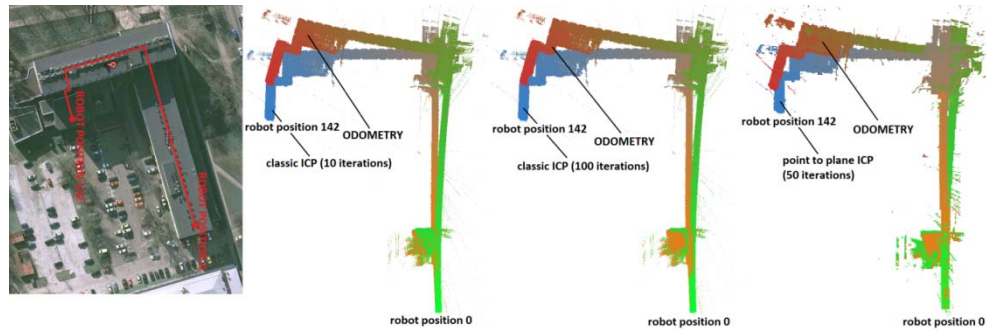 ROBOT POSITION 142
ROBOT POSITION 0
robot position 142
ODOMETRY
classic ICP (10 iterations)
robot position 0
robot position 142
ODOMETRY
classic ICP (100 iterations)
robot position 0
robot position 142
ODOMETRY
point to plane ICP
(50 iterations)
robot position 0